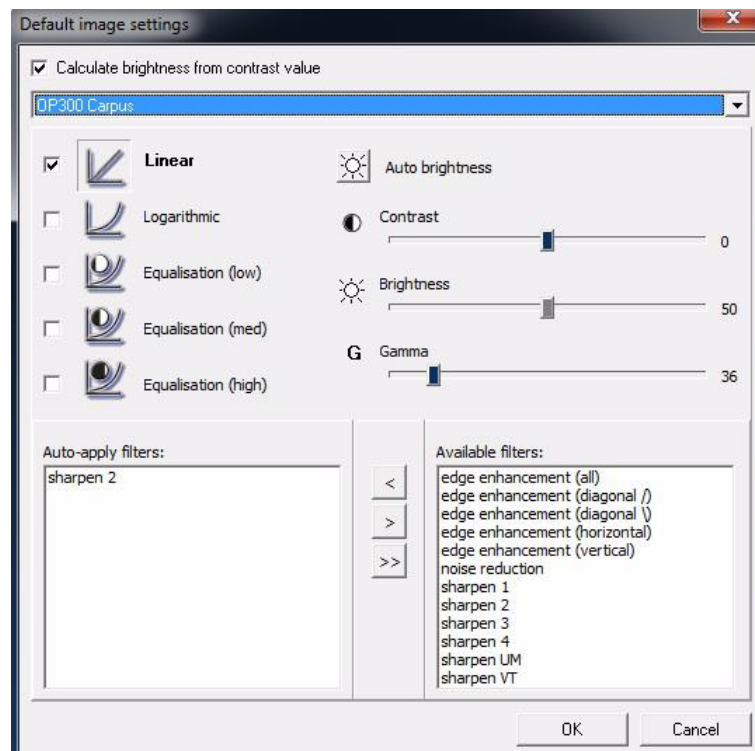 Default image settings
x
Calculate brightness from contrast value
OP300 Carpus
Linear
Auto brightness
Logarithmic
Contrast
0
Equalisation (low)
Brightness
50
Equalisation (med)
G Gamma
36
Equalisation (high)
Auto-apply filters:
sharpen 2
<
>
>>
Available filters:
edge enhancement (all)
edge enhancement (diagonal /)
edge enhancement (diagonal \)
edge enhancement (horizontal)
edge enhancement (vertical)
noise reduction
sharpen 1
sharpen 2
sharpen 3
sharpen 4
sharpen UM
sharpen VT
OK
Cancel